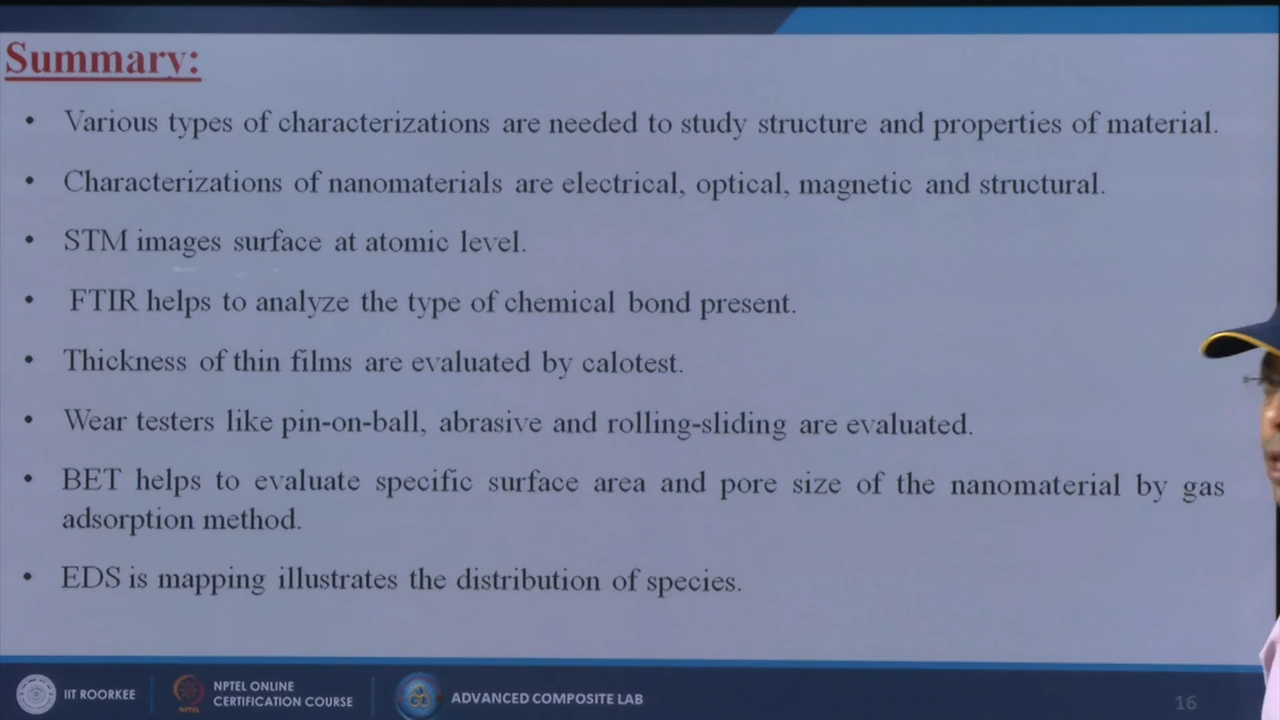 Summary:
• Various types of characterizations are needed to study structure and properties of material.
• Characterizations of nanomaterials are electrical, optical, magnetic and structural.
• STM images surface at atomic level.
• FTIR helps to analyze the type of chemical bond present.
• Thickness of thin films are evaluated by calotest.
• Wear testers like pin-on-ball, abrasive and rolling-sliding are evaluated.
• BET helps to evaluate specific surface area and pore size of the nanomaterial by gas
adsorption method.
• EDS is mapping illustrates the distribution of species.
IIT ROORKEE
NPTEL
NPTEL ONLINE
CERTIFICATION COURSE
ADVANCED COMPOSITE LAB
16